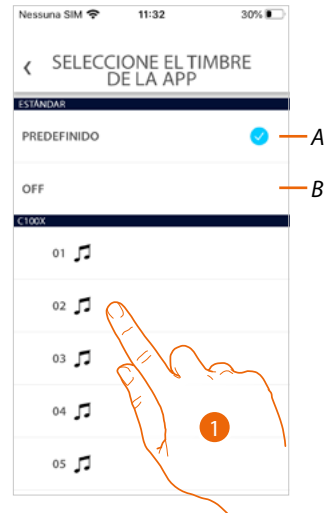 Nessuna SIM 11:32 30%
SELECCIONE EL TIMBRE
DE LA APP
ESTÁNDAR
PREDEFINIDO A
OFF B
C100X
01
02
03
04
1
05